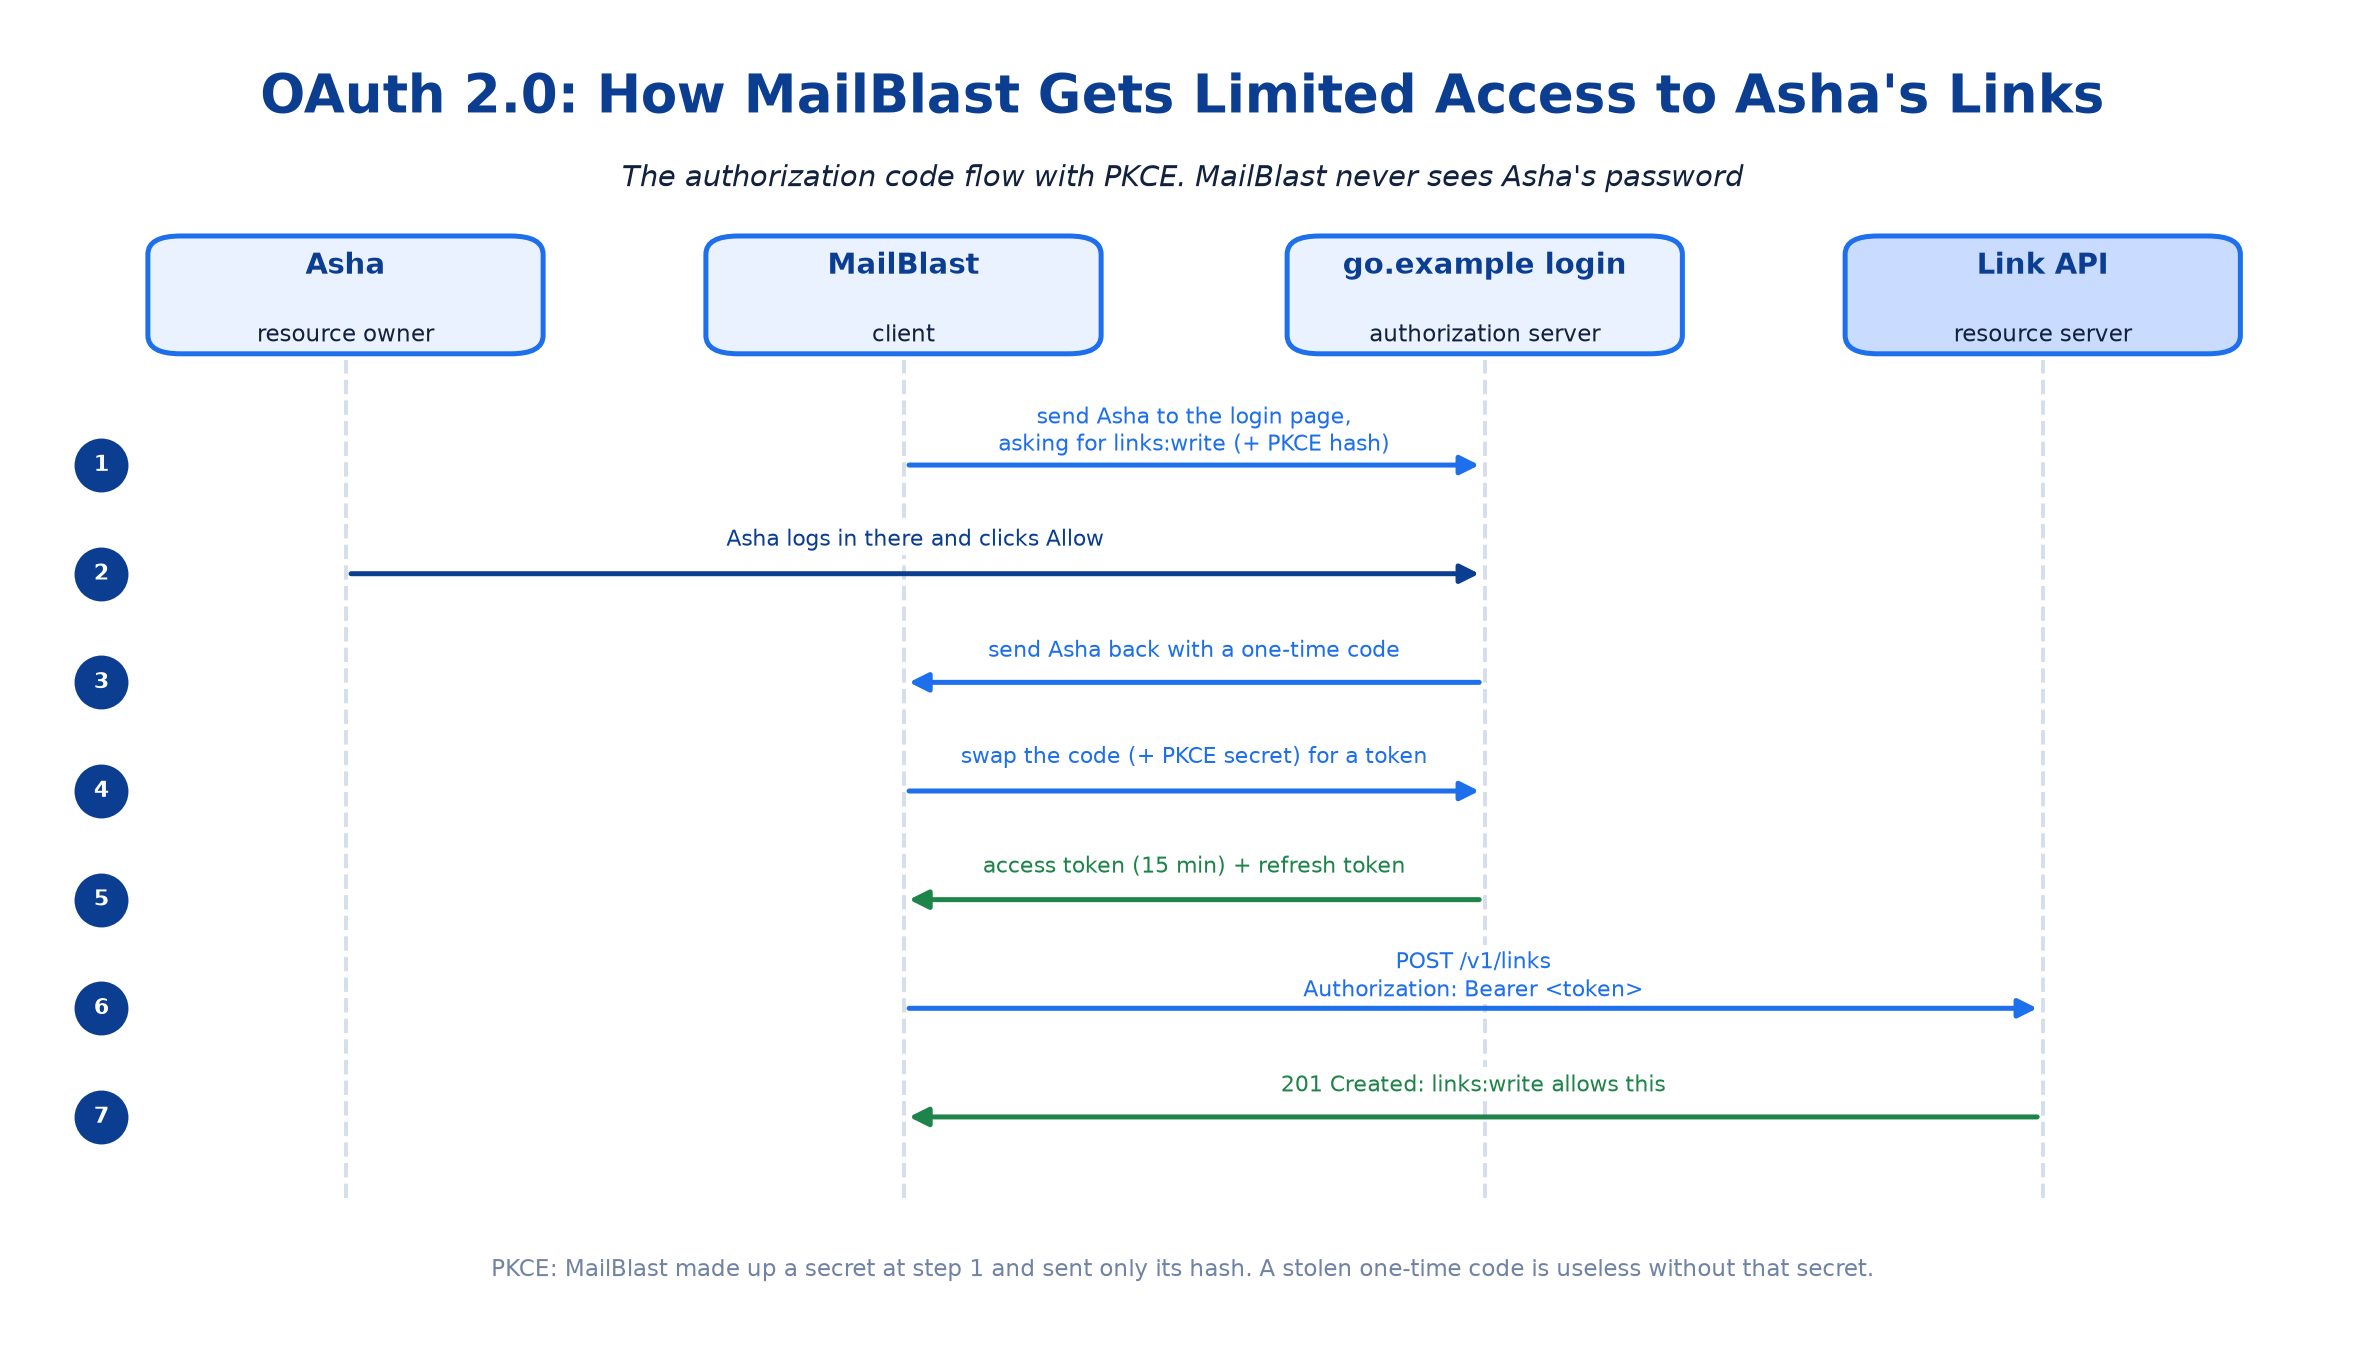 OAuth 2.0: How MailBlast Gets Limited Access to Asha's Links
The authorization code flow with PKCE. MailBlast never sees Asha's password
Asha
resource owner
MailBlast
client
go.example login
authorization server
Link API
resource server
1
send Asha to the login page,
asking for links:write (+ PKCE hash)
2
Asha logs in there and clicks Allow
3
send Asha back with a one-time code
4
swap the code (+ PKCE secret) for a token
5
access token (15 min) + refresh token
6
POST /v1/links
Authorization: Bearer <token>
7
201 Created: links:write allows this
PKCE: MailBlast made up a secret at step 1 and sent only its hash. A stolen one-time code is useless without that secret.